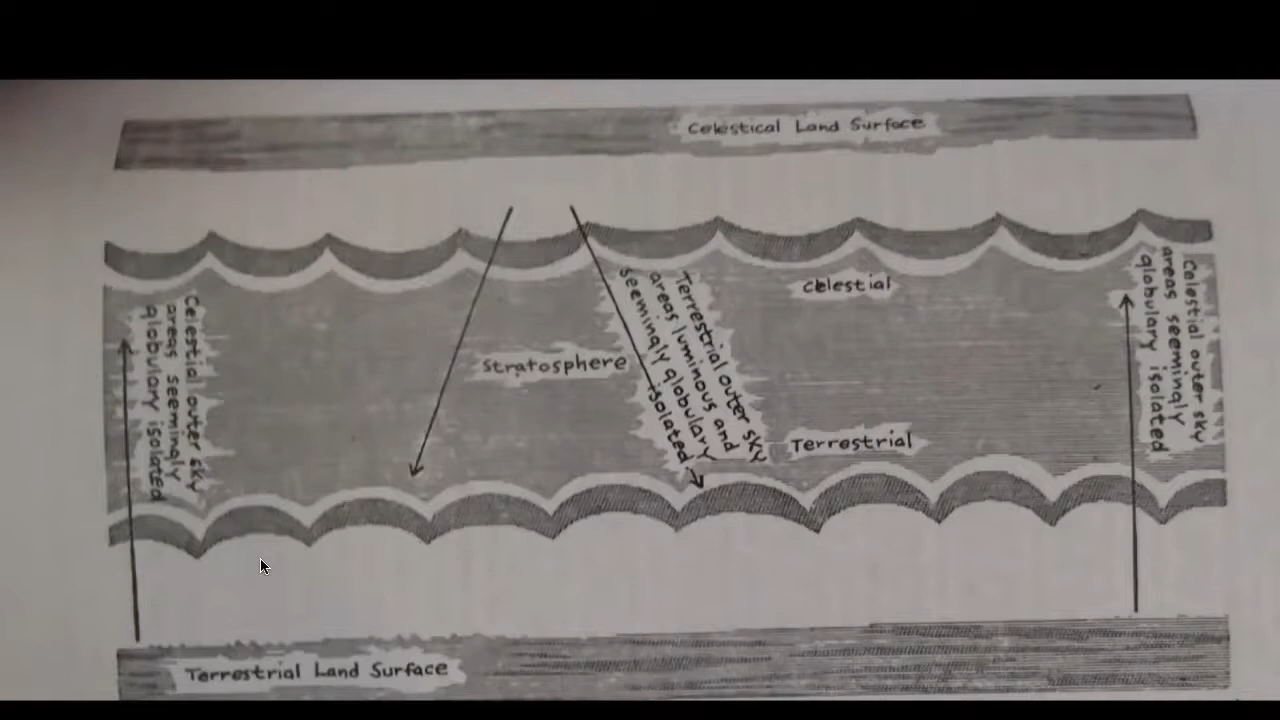 Celestical Land Surface
Celestial outer sky
areas seemingly
globulary isolated
Stratosphere
Terrestrial outer sky
areas luminous and
seemingly globulary
isolated
Celestial
Terrestrial
Celestial outer sky
areas seemingly
globulary isolated
Terrestrial Land Surface